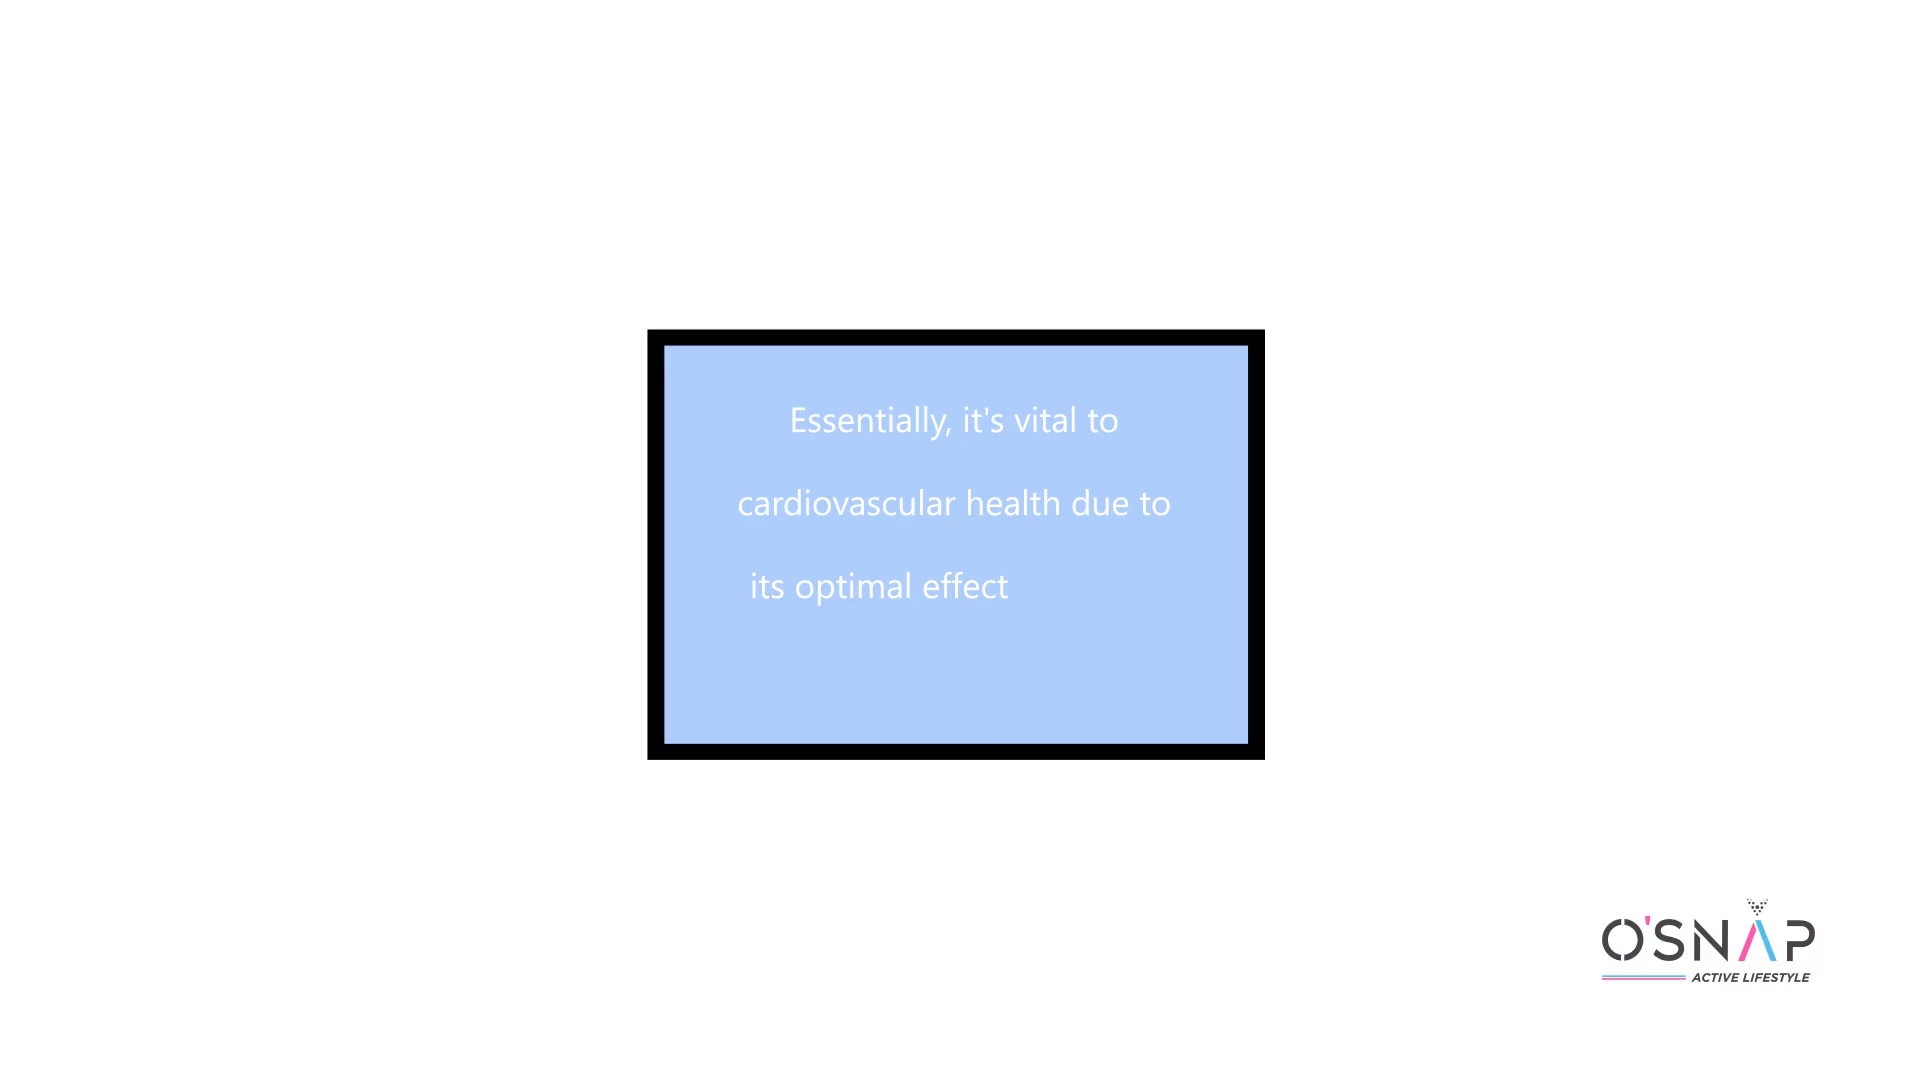 Essentially, it's vital to
cardiovascular health due to
its optimal effect
O'SNAP
ACTIVE LIFESTYLE